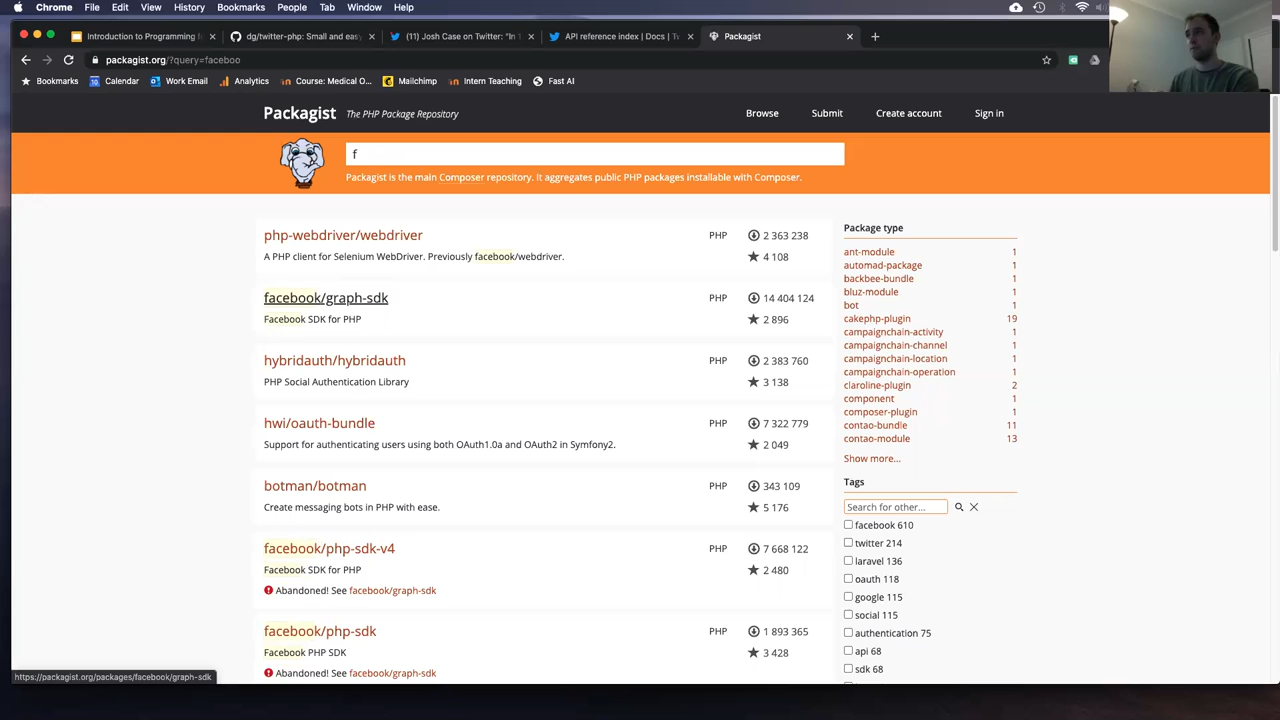 Chrome File Edit View History Bookmarks People Tab Window Help
Introduction to Programming f
dg/twitter-php: Small and easy
(11) Josh Case on Twitter: "In 1
API reference index | Docs | Tw
Packagist
packagist.org/?query=faceboo
Bookmarks Calendar Work Email Analytics Course: Medical O... Mailchimp Intern Teaching Fast AI
Packagist The PHP Package Repository Browse Submit Create account Sign in
f
Packagist is the main Composer repository. It aggregates public PHP packages installable with Composer.
php-webdriver/webdriver PHP 2 363 238
A PHP client for Selenium WebDriver. Previously facebook/webdriver. 4 108
facebook/graph-sdk PHP 14 404 124
Facebook SDK for PHP 2 896
hybridauth/hybridauth PHP 2 383 760
PHP Social Authentication Library 3 138
hwi/oauth-bundle PHP 7 322 779
Support for authenticating users using both OAuth1.0a and OAuth2 in Symfony2. 2 049
botman/botman PHP 343 109
Create messaging bots in PHP with ease. 5 176
facebook/php-sdk-v4 PHP 7 668 122
Facebook SDK for PHP 2 480
Abandoned! See facebook/graph-sdk
facebook/php-sdk PHP 1 893 365
Facebook PHP SDK 3 428
Abandoned! See facebook/graph-sdk
Package type
ant-module 1
automad-package 1
backbee-bundle 1
bluz-module 1
bot 1
cakephp-plugin 19
campaignchain-activity 1
campaignchain-channel 1
campaignchain-location 1
campaignchain-operation 1
claroline-plugin 2
component 1
composer-plugin 1
contao-bundle 11
contao-module 13
Show more...
Tags
Search for other...
facebook 610
twitter 214
laravel 136
oauth 118
google 115
social 115
authentication 75
api 68
sdk 68
https://packagist.org/packages/facebook/graph-sdk